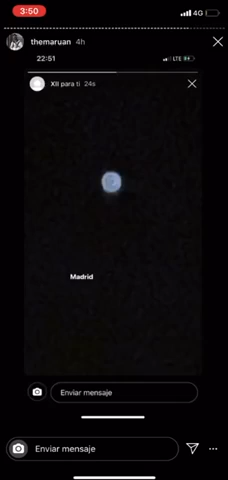 3:50
4G
themaruan 4h
22:51
LTE
XII para ti 24s
Madrid
Enviar mensaje
Enviar mensaje